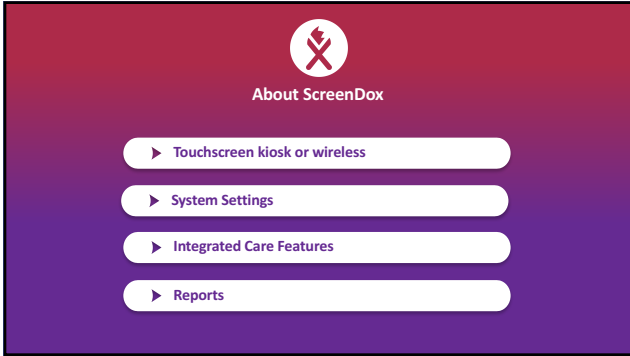 About ScreenDox
Touchscreen kiosk or wireless
System Settings
Integrated Care Features
Reports